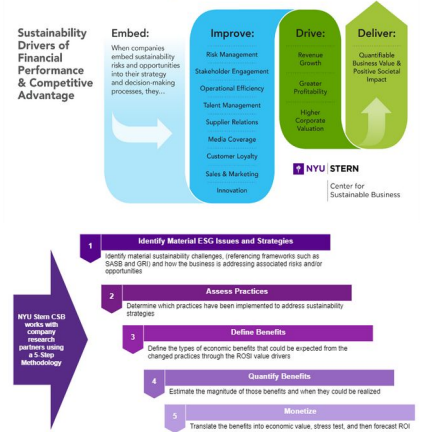 Sustainability
Drivers of
Financial
Performance
& Competitive
Advantage
Embed:
When companies
embed sustainability
risks and opportunities
into their strategy
and decision-making
processes, they…
Improve:
Risk Management
Stakeholder Engagement
Operational Efficiency
Talent Management
Supplier Relations
Media Coverage
Customer Loyalty
Sales & Marketing
Innovation
Drive:
Revenue
Growth
Greater
Profitability
Higher
Corporate
Valuation
Deliver:
Quantifiable
Business Value &
Positive Societal
Impact
NYU STERN
Center for
Sustainable Business
NYU Stern CSB
works with
company
research
partners using
a 5-Step
Methodology
1
Identify Material ESG Issues and Strategies
Identify material sustainability challenges, (referencing frameworks such as
SASB and GRI) and how the business is addressing associated risks and/or
opportunities
2
Assess Practices
Determine which practices have been implemented to address sustainability
strategies
3
Define Benefits
Define the types of economic benefits that could be expected from the
changed practices through the ROSI value drivers
4
Quantify Benefits
Estimate the magnitude of those benefits and when they could be realized
5
Monetize
Translate the benefits into economic value, stress test, and then forecast ROI